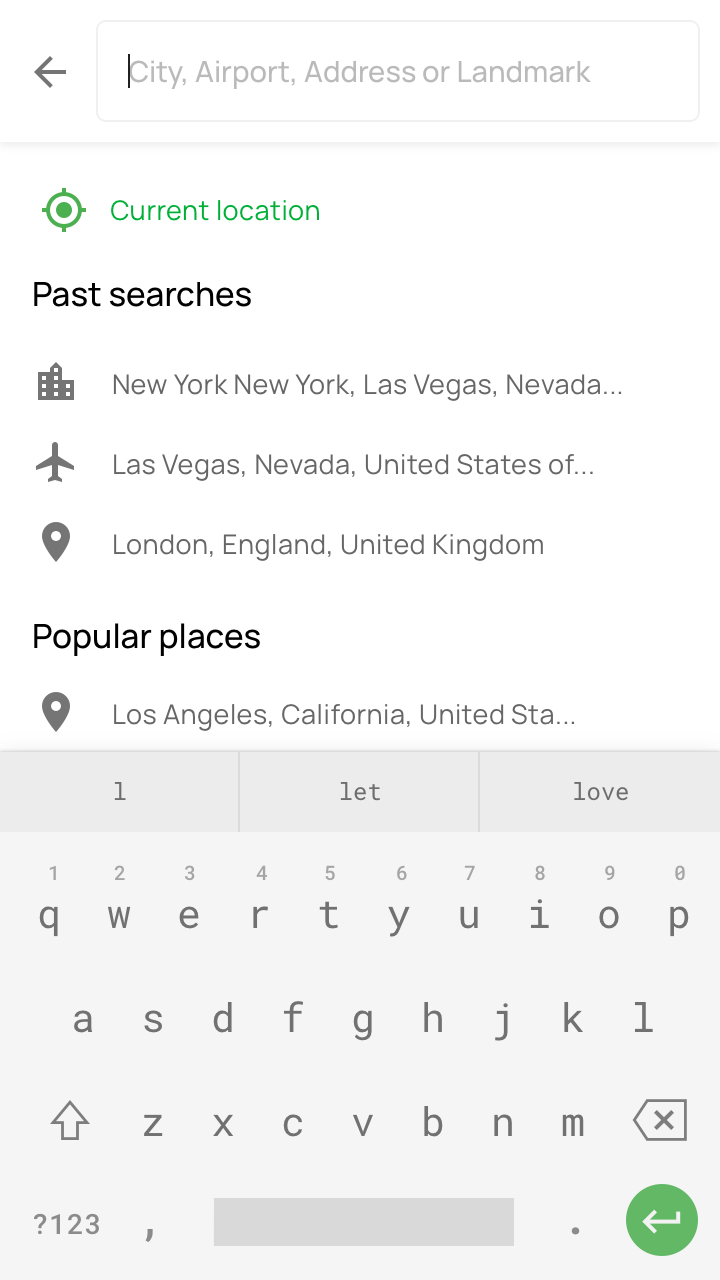 City, Airport, Address or Landmark
Current location
Past searches
New York New York, Las Vegas, Nevada...
Las Vegas, Nevada, United States of...
London, England, United Kingdom
Popular places
Los Angeles, California, United Sta...
l let love
1 2 3 4 5 6 7 8 9 0
q w e r t y u i o p
a s d f g h j k l
z x c v b n m
?123 , .